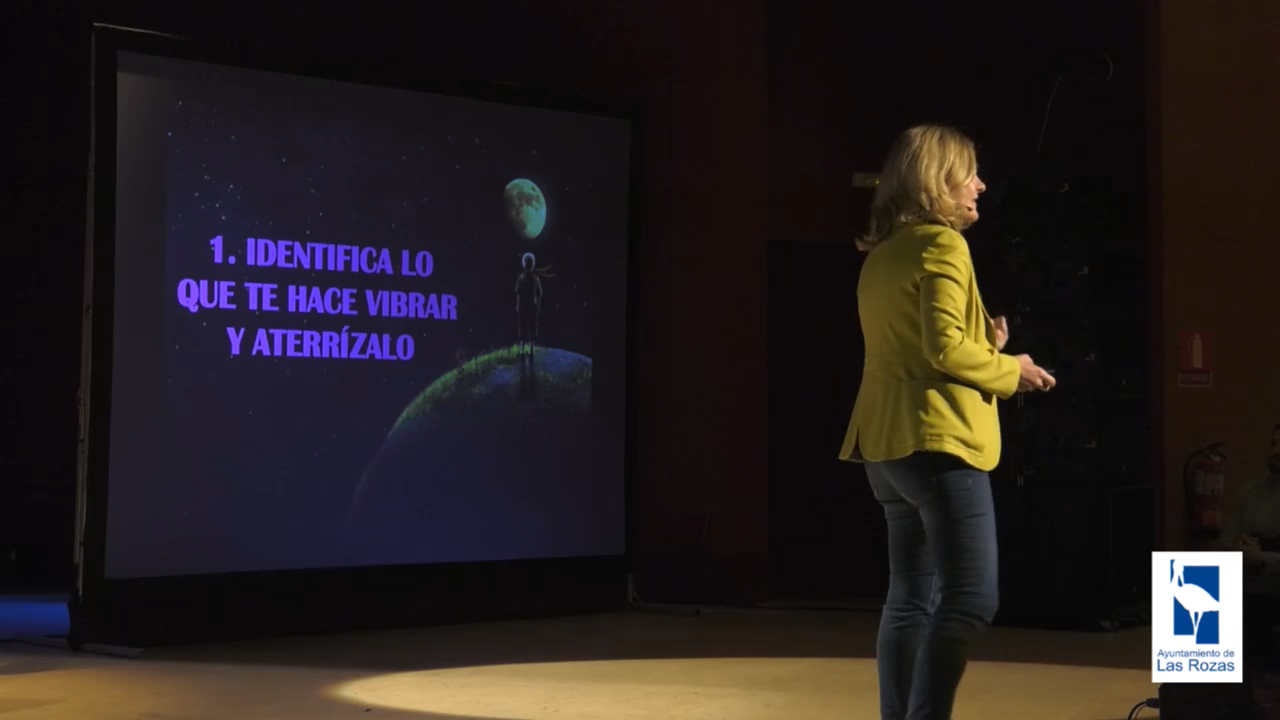 1. IDENTIFICA LO
QUE TE HACE VIBRAR
Y ATERRÍZALO
Ayuntamiento de
Las Rozas